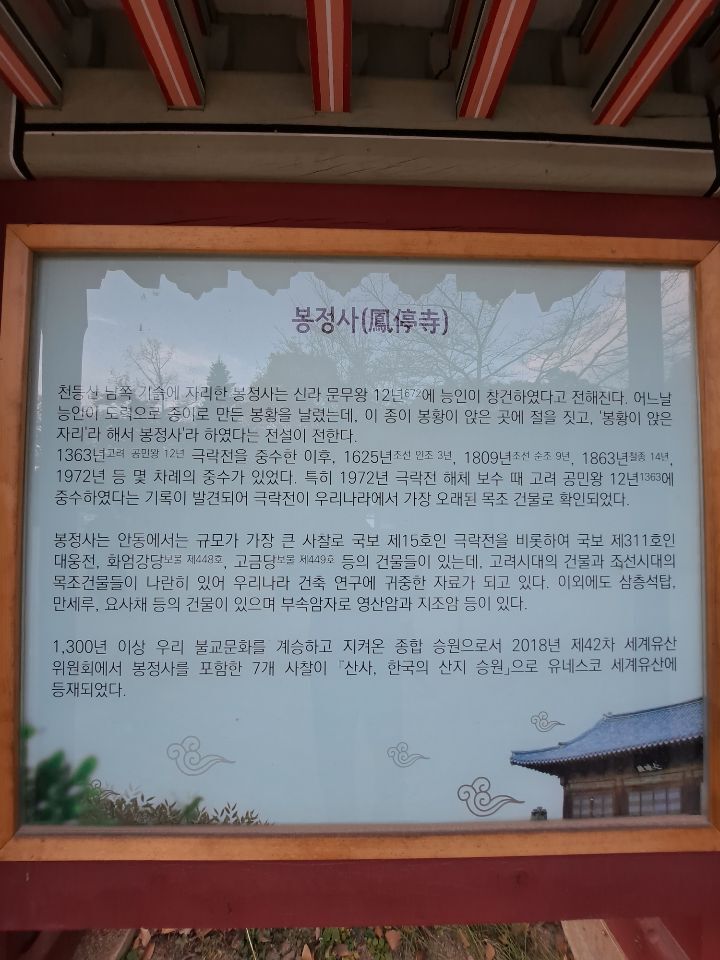 봉정사(鳳停寺)
천등산 남쪽 기슭에 자리한 봉정사는 신라 문무왕 12년672에 능인이 창건하였다고 전해진다. 어느날
능인이 도력으로 종이로 만든 봉황을 날렸는데, 이 종이 봉황이 앉은 곳에 절을 짓고, '봉황이 앉은
자리'라 해서 봉정사'라 하였다는 전설이 전한다.
1363년고려 공민왕 12년 극락전을 중수한 이후, 1625년조선 인조 3년, 1809년조선 순조 9년, 1863년철종 14년,
1972년 등 몇 차례의 중수가 있었다. 특히 1972년 극락전 해체 보수 때 고려 공민왕 12년1363에
중수하였다는 기록이 발견되어 극락전이 우리나라에서 가장 오래된 목조 건물로 확인되었다.
봉정사는 안동에서는 규모가 가장 큰 사찰로 국보 제15호인 극락전을 비롯하여 국보 제311호인
대웅전, 화엄강당보물 제448호, 고금당보물 제449호 등의 건물들이 있는데, 고려시대의 건물과 조선시대의
목조건물들이 나란히 있어 우리나라 건축 연구에 귀중한 자료가 되고 있다. 이외에도 삼층석탑,
만세루, 요사채 등의 건물이 있으며 부속암자로 영산암과 지조암 등이 있다.
1,300년 이상 우리 불교문화를 계승하고 지켜온 종합 승원으로서 2018년 제42차 세계유산
위원회에서 봉정사를 포함한 7개 사찰이 『산사, 한국의 산지 승원』으로 유네스코 세계유산에
등재되었다.